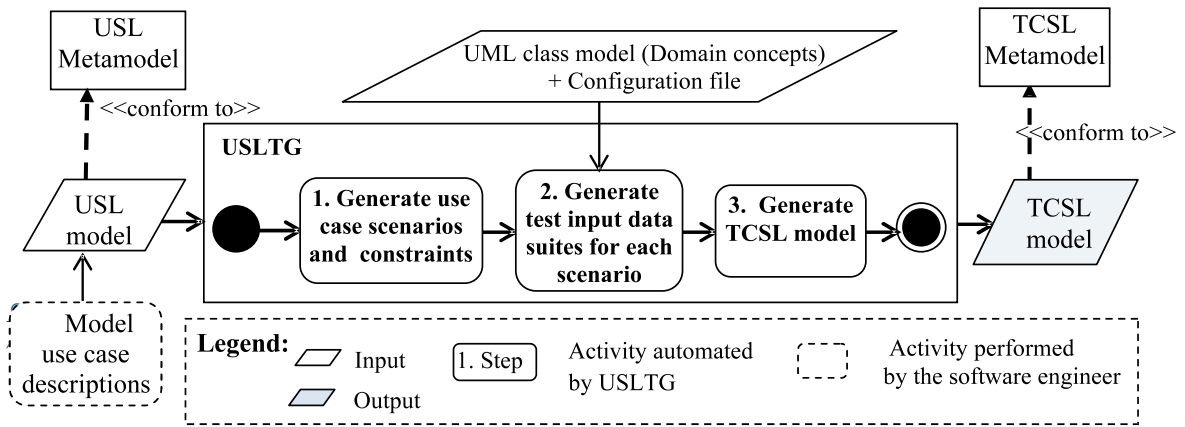 USL
Metamodel
<<conform to>>
UML class model (Domain concepts)
+ Configuration file
TCSL
Metamodel
<<conform to>>
USLTG
USL
model
1. Generate use
case scenarios
and constraints
2. Generate
test input data
suites for each
scenario
3. Generate
TCSL model
TCSL
model
Model
use case
descriptions
Legend:
Input
Output
1. Step
Activity automated
by USLTG
Activity performed
by the software engineer